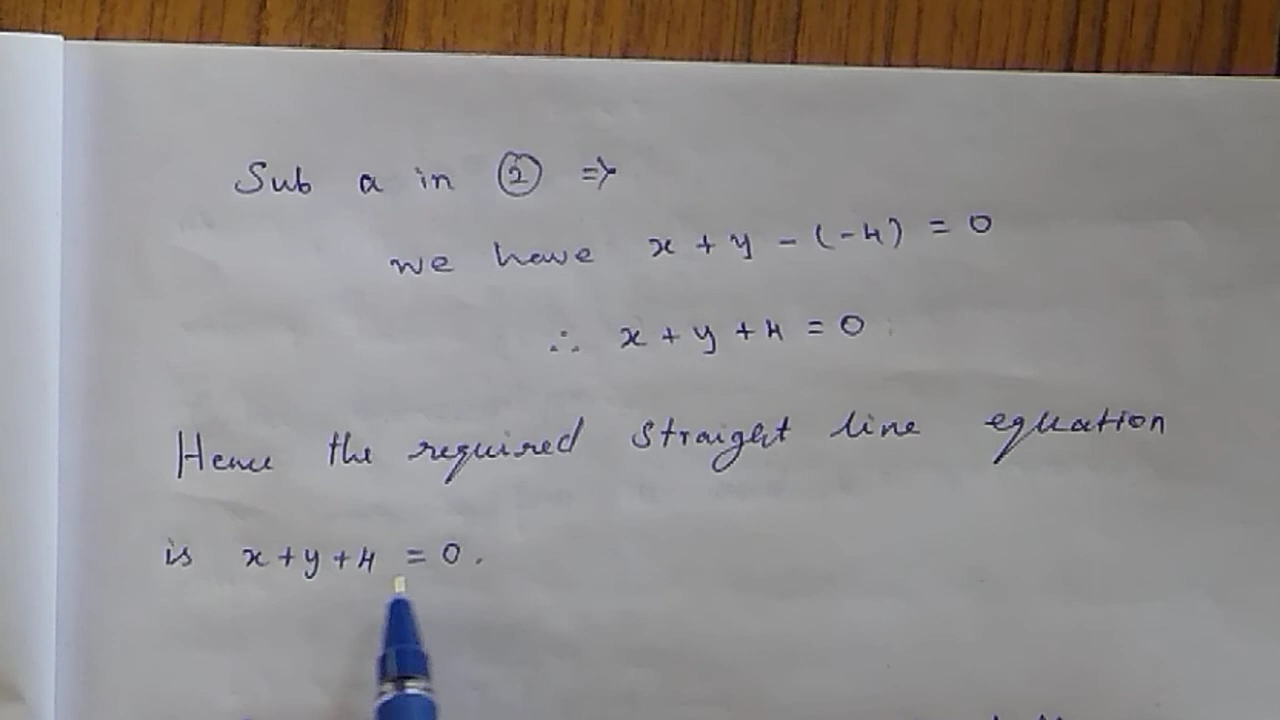 Sub a in ② ⇒
we have x + y - (-4) = 0
∴ x + y + 4 = 0
Hence the required straight line equation
is x + y + 4 = 0.